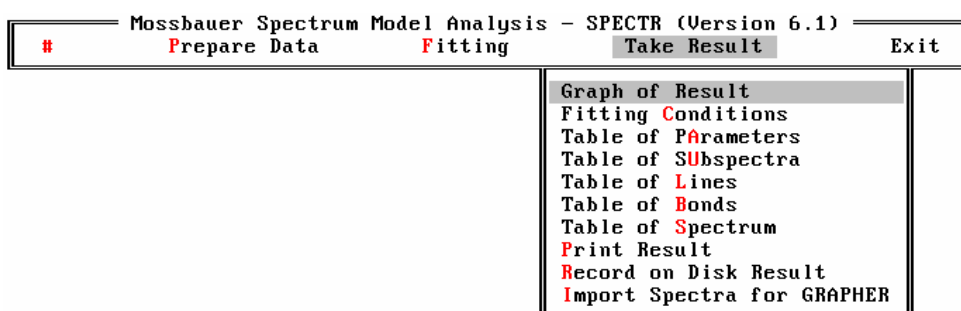 Mossbauer Spectrum Model Analysis - SPECTR (Version 6.1)
# Prepare Data Fitting Take Result Exit
Graph of Result
Fitting Conditions
Table of PArameters
Table of SUbspectra
Table of Lines
Table of Bonds
Table of Spectrum
Print Result
Record on Disk Result
Import Spectra for GRAPHER